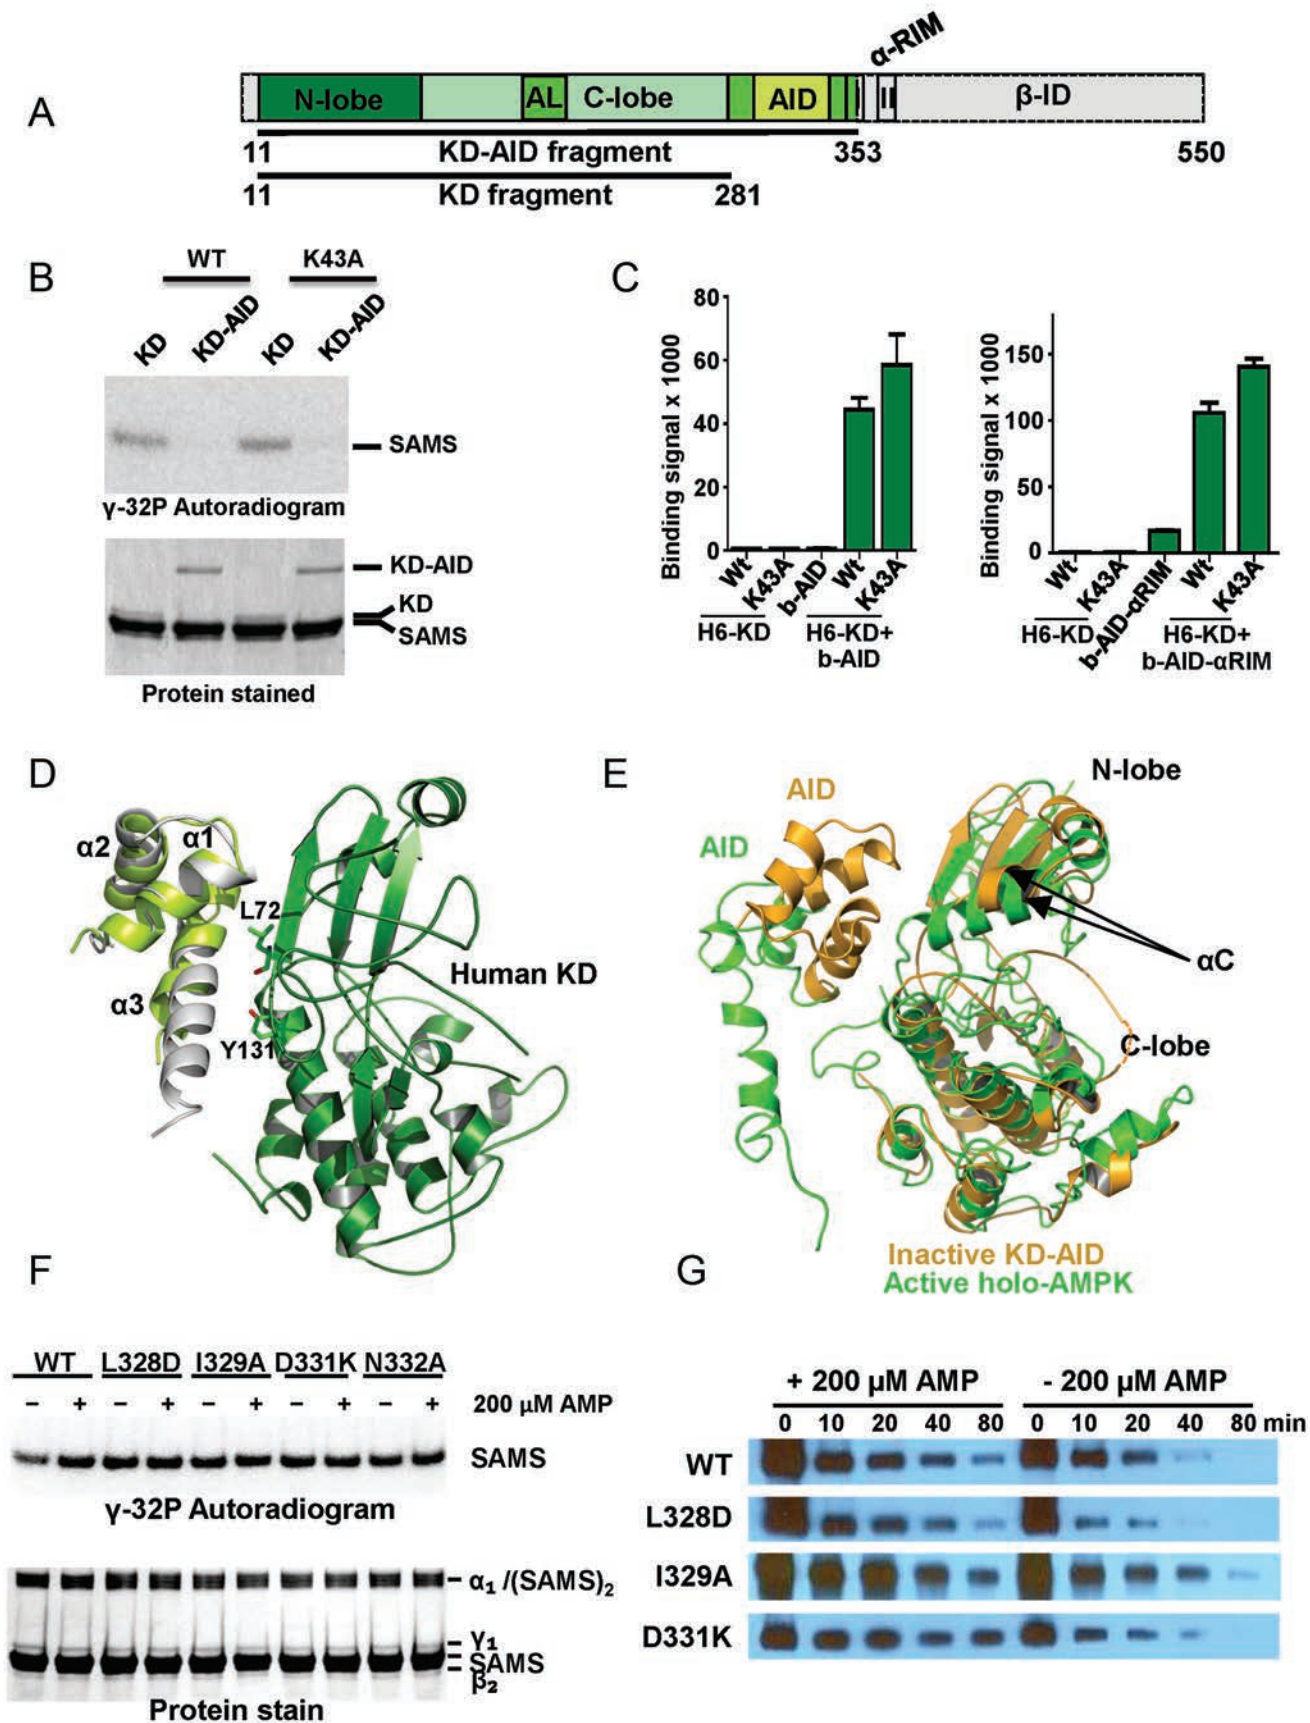 A
α-RIM
N-lobe
AL
C-lobe
AID
β-ID
11
KD-AID fragment
353
550
11
KD fragment
281
B
WT
K43A
KD
KD-AID
KD
KD-AID
SAMS
γ-32P Autoradiogram
KD-AID
KD
SAMS
Protein stained
C
Binding signal x 1000
80
60
40
20
0
Wt
K43A
b-AID
Wt
K43A
H6-KD
H6-KD+
b-AID
Binding signal x 1000
150
100
50
0
Wt
K43A
b-AID-αRIM
Wt
K43A
H6-KD
H6-KD+
b-AID-αRIM
D
α2
α1
L72
α3
Y131
Human KD
E
AID
AID
N-lobe
αC
C-lobe
Inactive KD-AID
Active holo-AMPK
F
WT L328D I329A D331K N332A
– + – + – + – + – + 200 µM AMP
SAMS
γ-32P Autoradiogram
α₁ /(SAMS)₂
γ₁
SAMS
β₂
Protein stain
G
+ 200 µM AMP - 200 µM AMP
0 10 20 40 80 0 10 20 40 80 min
WT
L328D
I329A
D331K